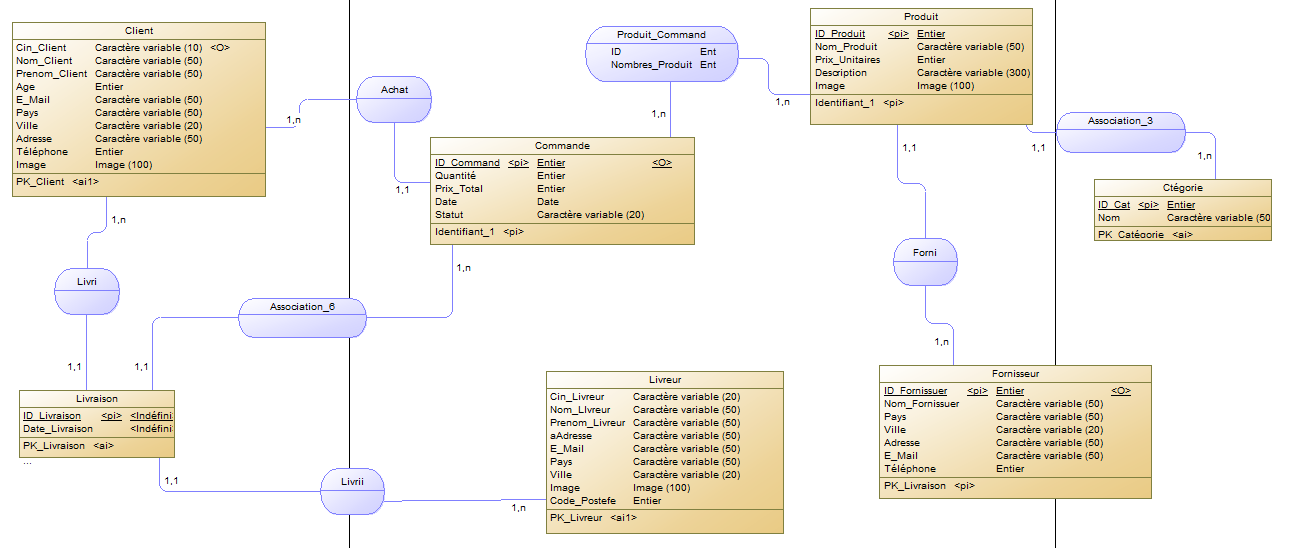 Client
Cin_Client Caractère variable (10) <O>
Nom_Client Caractère variable (50)
Prenom_Client Caractère variable (50)
Age Entier
E_Mail Caractère variable (50)
Pays Caractère variable (50)
Ville Caractère variable (20)
Adresse Caractère variable (50)
Téléphone Entier
Image Image (100)
PK_Client <ai1>
1,n
Achat
1,1
Produit_Command
ID Ent
Nombres_Produit Ent
1,n
1,n
Produit
ID_Produit <pi> Entier
Nom_Produit Caractère variable (50)
Prix_Unitaires Entier
Description Caractère variable (300)
Image Image (100)
Identifiant_1 <pi>
1,1
Association_3
1,n
Commande
ID_Command <pi> Entier <O>
Quantité Entier
Prix_Total Entier
Date Date
Statut Caractère variable (20)
Identifiant_1 <pi>
1,1
Ctégorie
ID_Cat <pi> Entier
Nom Caractère variable (50
PK_Catégorie <ai>
1,n
Livri
1,1
1,n
Association_6
1,1
Forni
1,n
Livraison
ID_Livraison <pi> <Indéfini
Date_Livraison <Indéfini
PK_Livraison <ai>
...
1,1
Livrii
1,n
Livreur
Cin_Livreur Caractère variable (20)
Nom_LIvreur Caractère variable (50)
Prenom_Livreur Caractère variable (50)
aAdresse Caractère variable (50)
E_Mail Caractère variable (50)
Pays Caractère variable (50)
Ville Caractère variable (20)
Image Image (100)
Code_Postefe Entier
PK_Livreur <ai1>
Fornisseur
ID_Fornissuer <pi> Entier <O>
Nom_Fornissuer Caractère variable (50)
Pays Caractère variable (50)
Ville Caractère variable (20)
Adresse Caractère variable (50)
E_Mail Caractère variable (50)
Téléphone Entier
PK_Livraison <pi>